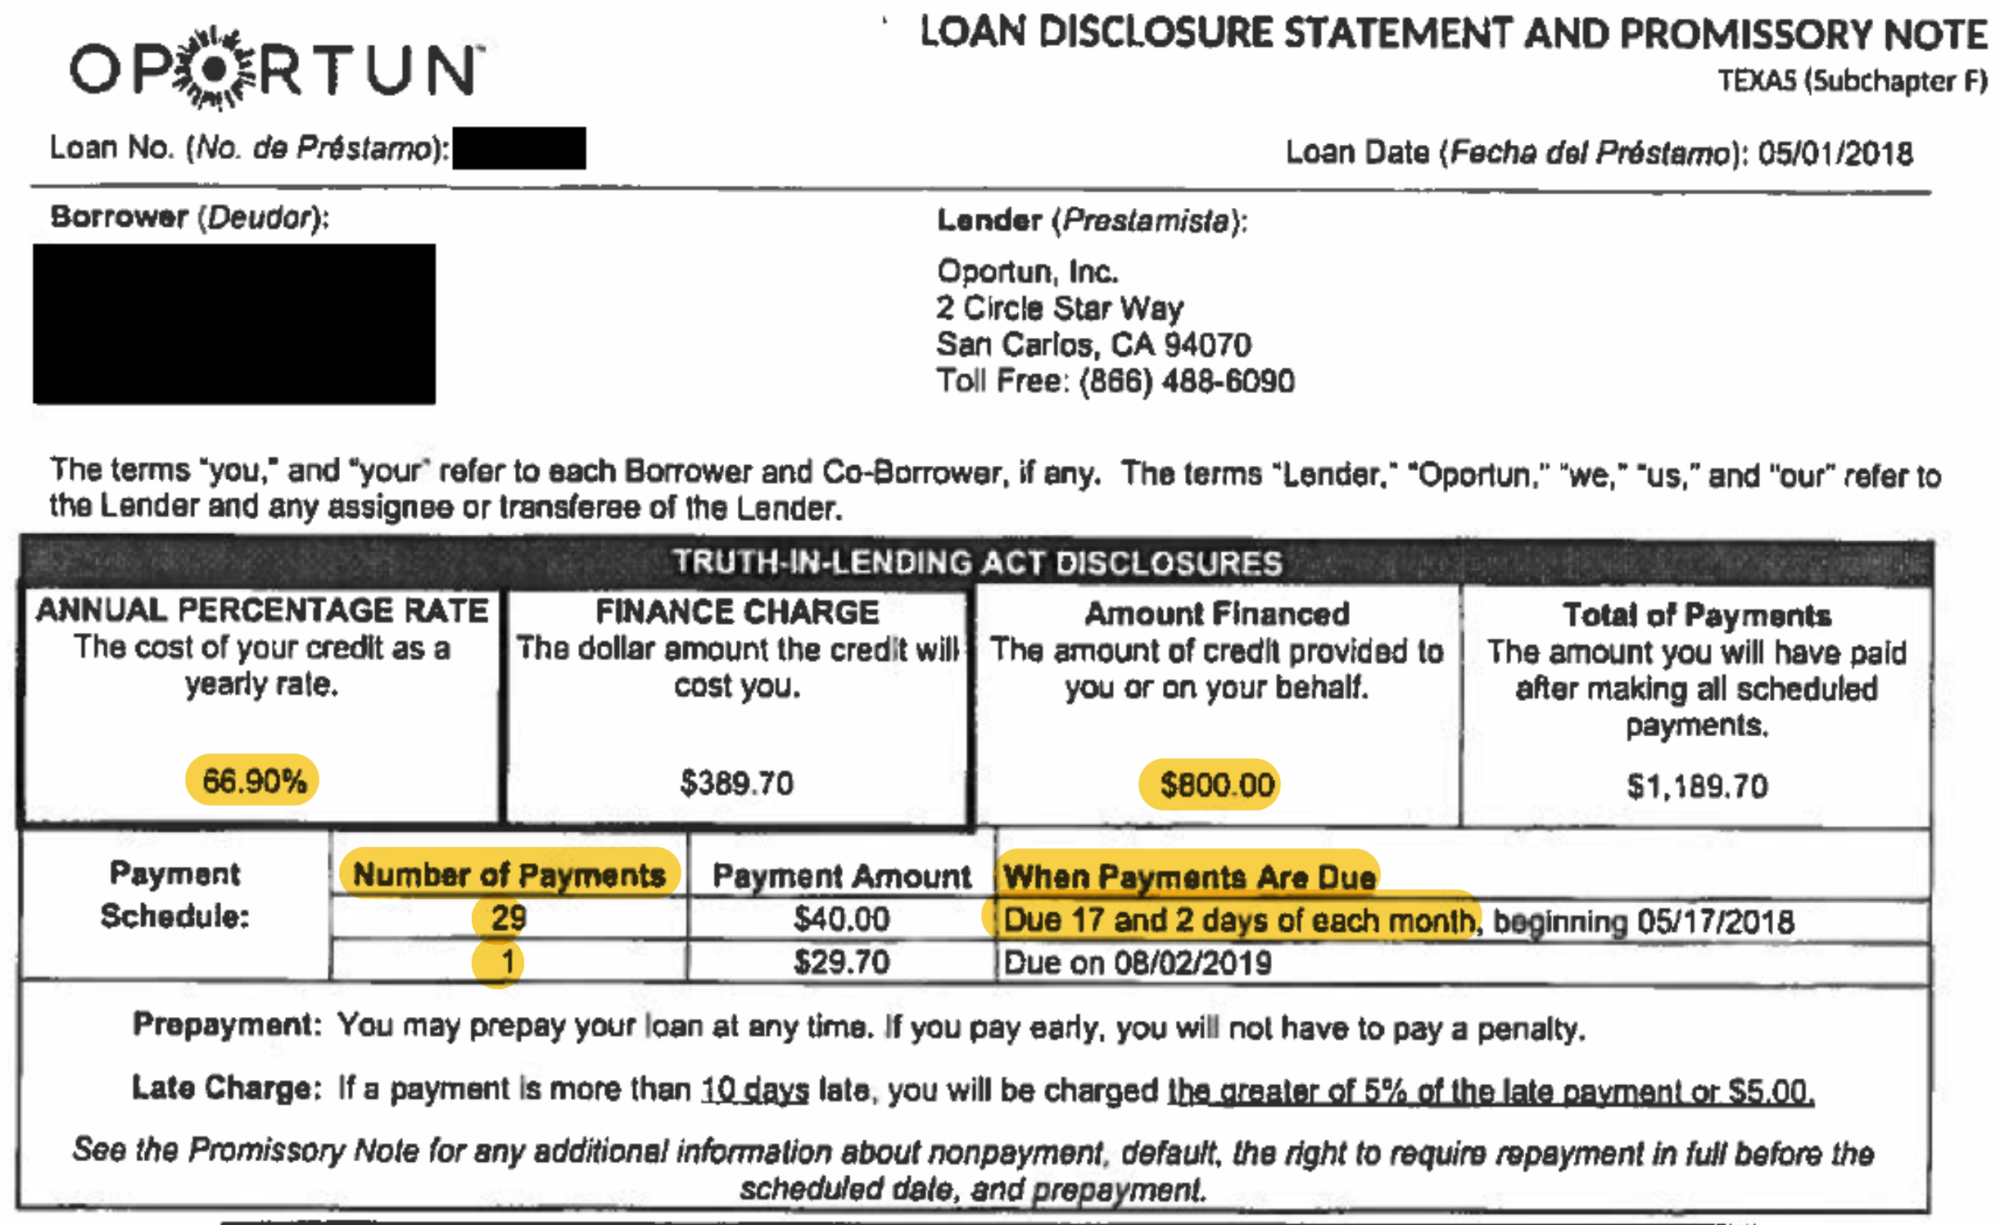 OPORTUN
LOAN DISCLOSURE STATEMENT AND PROMISSORY NOTE
TEXAS (Subchapter F)
Loan No. (No. de Préstamo):
Loan Date (Fecha del Préstamo): 05/01/2018
Borrower (Deudor):
Lender (Prestamista):
Oportun, Inc.
2 Circle Star Way
San Carlos, CA 94070
Toll Free: (866) 488-6090
The terms "you," and "your" refer to each Borrower and Co-Borrower, if any. The terms "Lender," "Oportun," "we," "us," and "our" refer to
the Lender and any assignee or transferee of the Lender.
TRUTH-IN-LENDING ACT DISCLOSURES
ANNUAL PERCENTAGE RATE
The cost of your credit as a
yearly rate.
66.90%
FINANCE CHARGE
The dollar amount the credit will
cost you.
$389.70
Amount Financed
The amount of credit provided to
you or on your behalf.
$800.00
Total of Payments
The amount you will have paid
after making all scheduled
payments.
$1,189.70
Payment
Schedule:
Number of Payments Payment Amount When Payments Are Due
29 $40.00 Due 17 and 2 days of each month, beginning 05/17/2018
1 $29.70 Due on 08/02/2019
Prepayment: You may prepay your loan at any time. If you pay early, you will not have to pay a penalty.
Late Charge: If a payment is more than 10 days late, you will be charged the greater of 5% of the late payment or $5.00.
See the Promissory Note for any additional information about nonpayment, default, the right to require repayment in full before the
scheduled date, and prepayment.